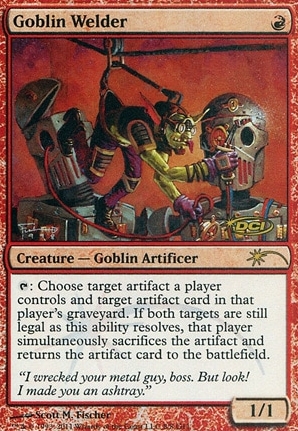 Goblin Welder
DCI
Creature — Goblin Artificer
: Choose target artifact a player
controls and target artifact card in that
player's graveyard. If both targets are
still legal as this ability resolves, that player
simultaneously sacrifices the artifact and
returns the artifact card to the battlefield.
"I wrecked your metal guy, boss. But look!
I made you an ashtray."
Scott M. Fischer
1/1